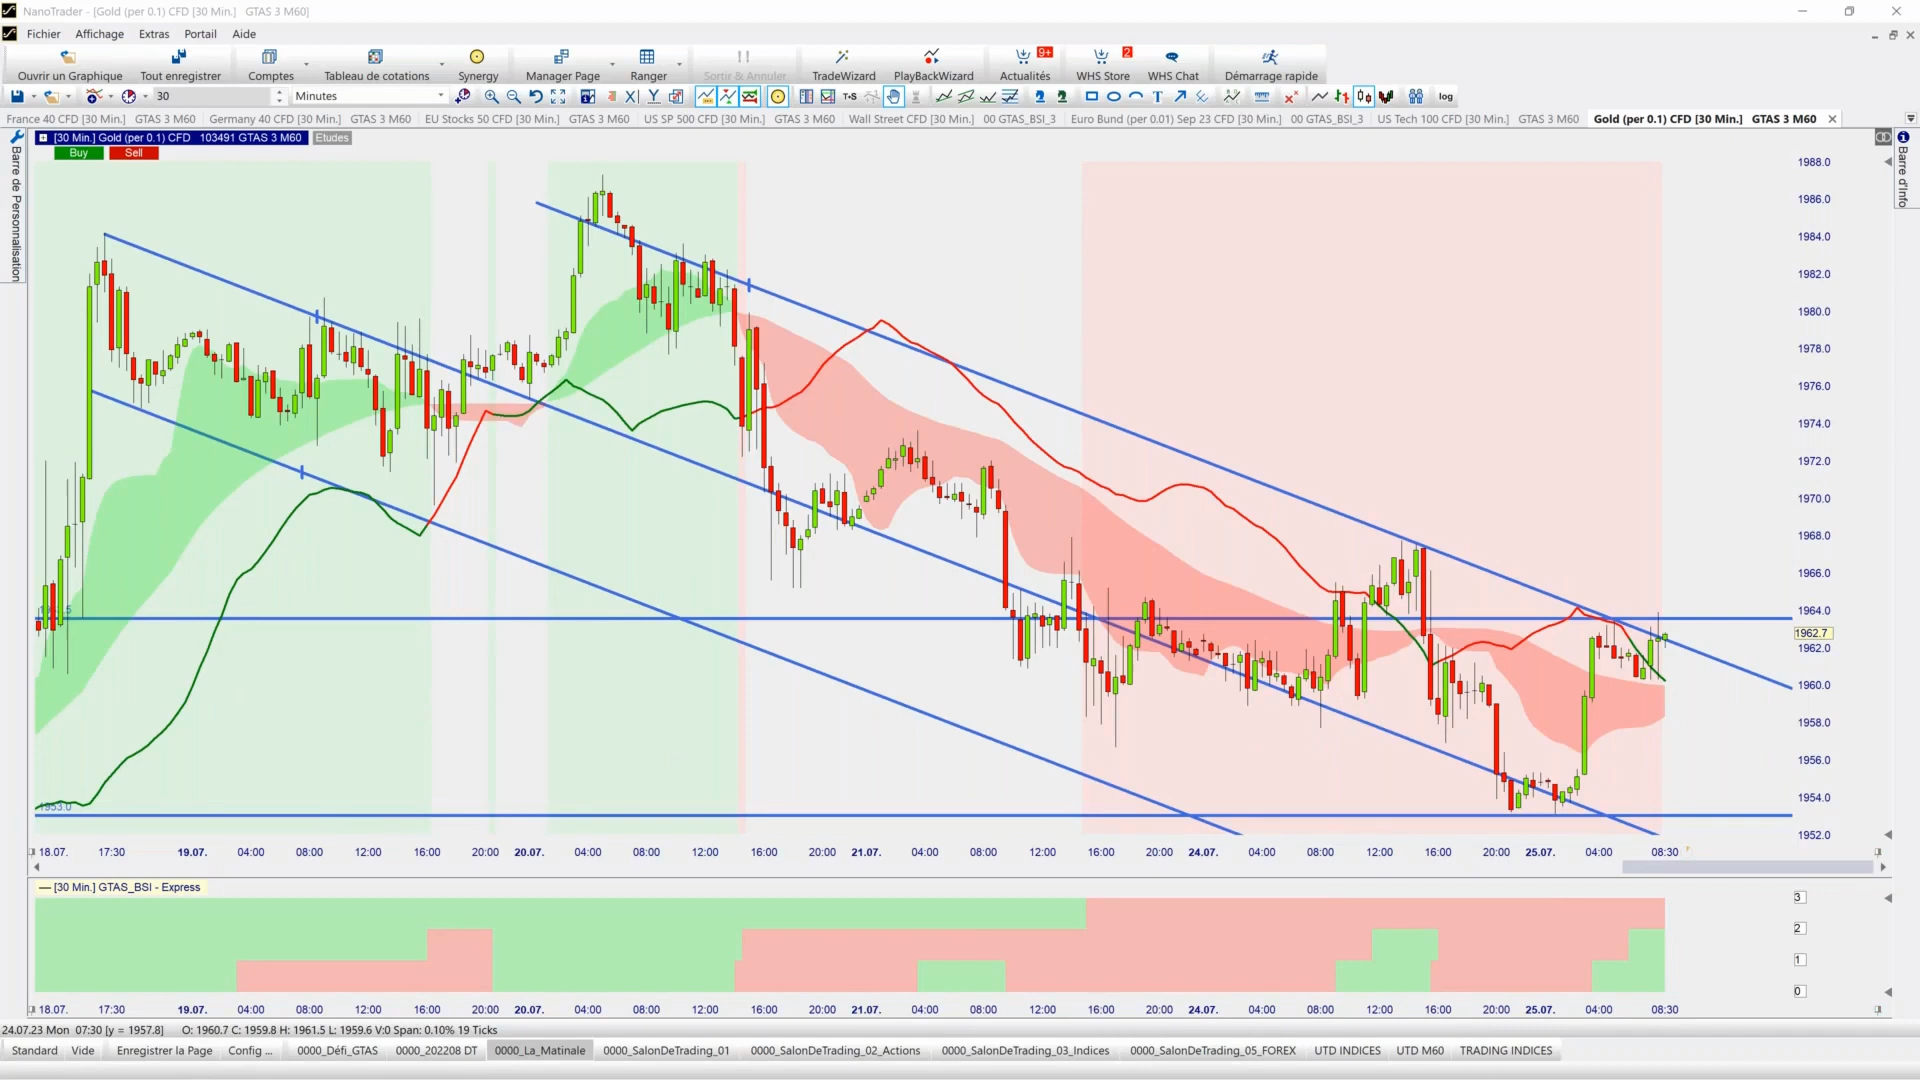 NanoTrader - [Gold (per 0.1) CFD [30 Min.]   GTAS 3 M60]
Fichier Affichage Extras Portail Aide
Ouvrir un Graphique Tout enregistrer Comptes Tableau de cotations Synergy Manager Page Ranger Sortir & Annuler TradeWizard PlayBackWizard Actualités 9+ WHS Store 2 WHS Chat Démarrage rapide
30 Minutes T+S T log
France 40 CFD [30 Min.] GTAS 3 M60 Germany 40 CFD [30 Min.] GTAS 3 M60 EU Stocks 50 CFD [30 Min.] GTAS 3 M60 US SP 500 CFD [30 Min.] GTAS 3 M60 Wall Street CFD [30 Min.] 00 GTAS_BSI_3 Euro Bund (per 0.01) Sep 23 CFD [30 Min.] 00 GTAS_BSI_3 US Tech 100 CFD [30 Min.] GTAS 3 M60 Gold (per 0.1) CFD [30 Min.] GTAS 3 M60
[30 Min.] Gold (per 0.1) CFD 103491 GTAS 3 M60 Etudes
Buy Sell
Barre de Personnalisation
Barre d'Info
1988.0
1986.0
1984.0
1982.0
1980.0
1978.0
1976.0
1974.0
1972.0
1970.0
1968.0
1966.0
1964.0
1962.7
1962.0
1960.0
1958.0
1956.0
1954.0
1953.0
1952.0
18.07. 17:30 19.07. 04:00 08:00 12:00 16:00 20:00 20.07. 04:00 08:00 12:00 16:00 20:00 21.07. 04:00 08:00 12:00 16:00 20:00 24.07. 04:00 08:00 12:00 16:00 20:00 25.07. 04:00 08:30
[30 Min.] GTAS_BSI - Express
3
2
1
0
18.07. 17:30 19.07. 04:00 08:00 12:00 16:00 20:00 20.07. 04:00 08:00 12:00 16:00 20:00 21.07. 04:00 08:00 12:00 16:00 20:00 24.07. 04:00 08:00 12:00 16:00 20:00 25.07. 04:00 08:30
24.07.23 Mon 07:30 [y = 1957.8] O: 1960.7 C: 1959.8 H: 1961.5 L: 1959.6 V:0 Span: 0.10% 19 Ticks
Standard Vide Enregistrer la Page Config ... 0000_Défi_GTAS 0000_202208 DT 0000_La_Matinale 0000_SalonDeTrading_01 0000_SalonDeTrading_02_Actions 0000_SalonDeTrading_03_Indices 0000_SalonDeTrading_05_FOREX UTD INDICES UTD M60 TRADING INDICES